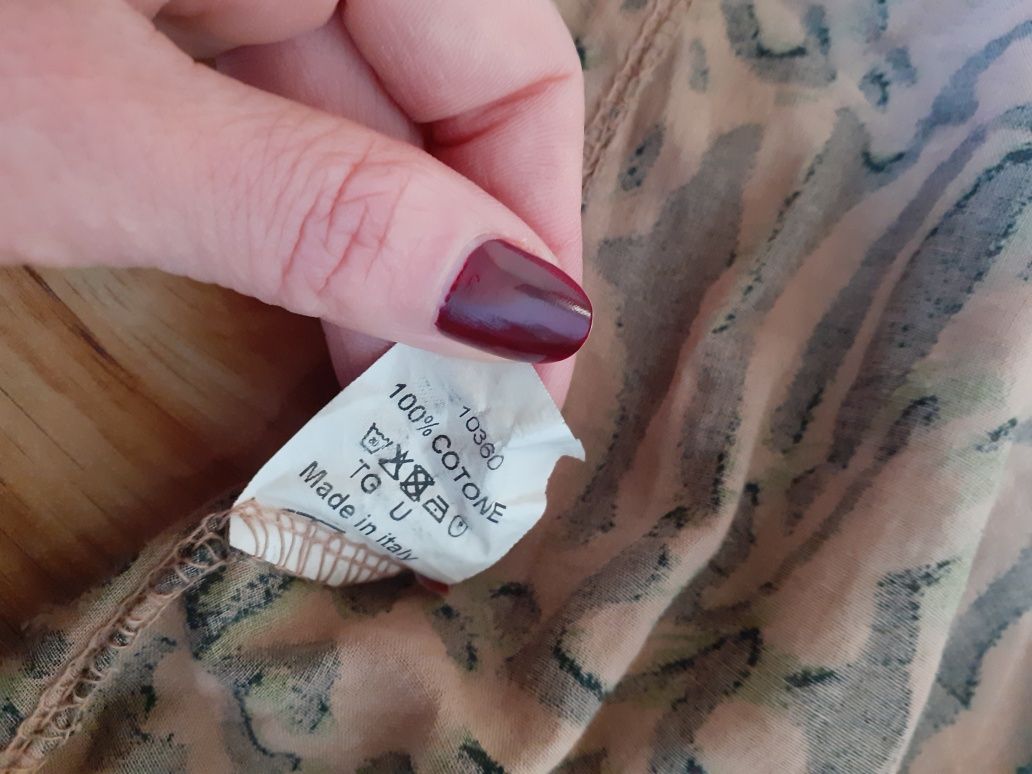 10360
100% COTONE
TG U
Made in italy